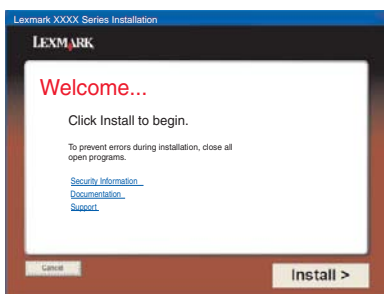 Lexmark XXXX Series Installation
LEXMARK
Welcome...
Click Install to begin.
To prevent errors during installation, close all
open programs.
Security Information
Documentation
Support
Cancel
Install >